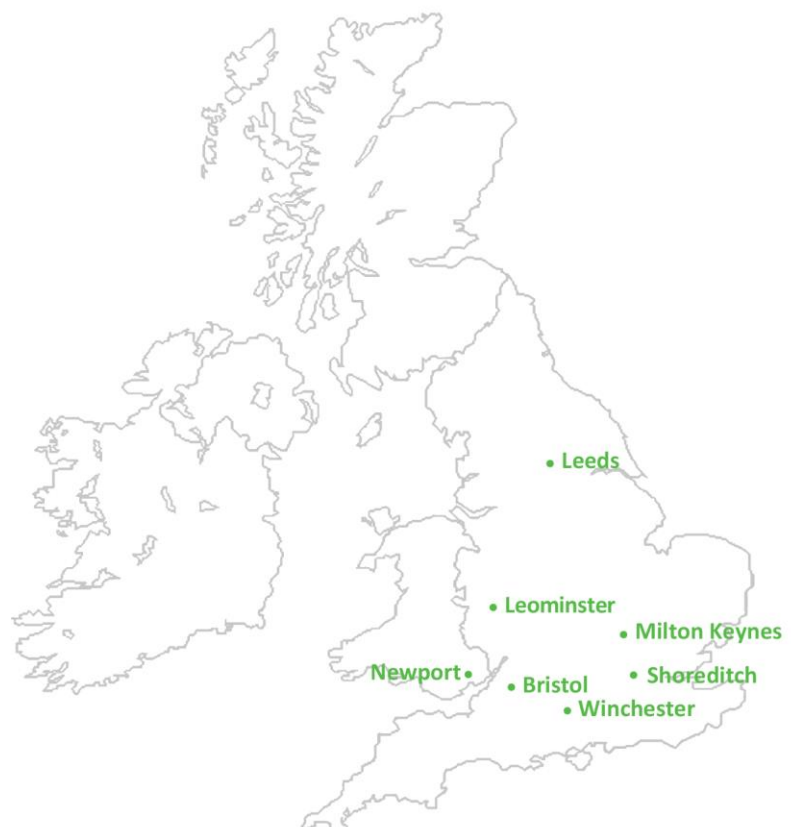 Leeds
Leominster
Milton Keynes
Newport
Shoreditch
Bristol
Winchester